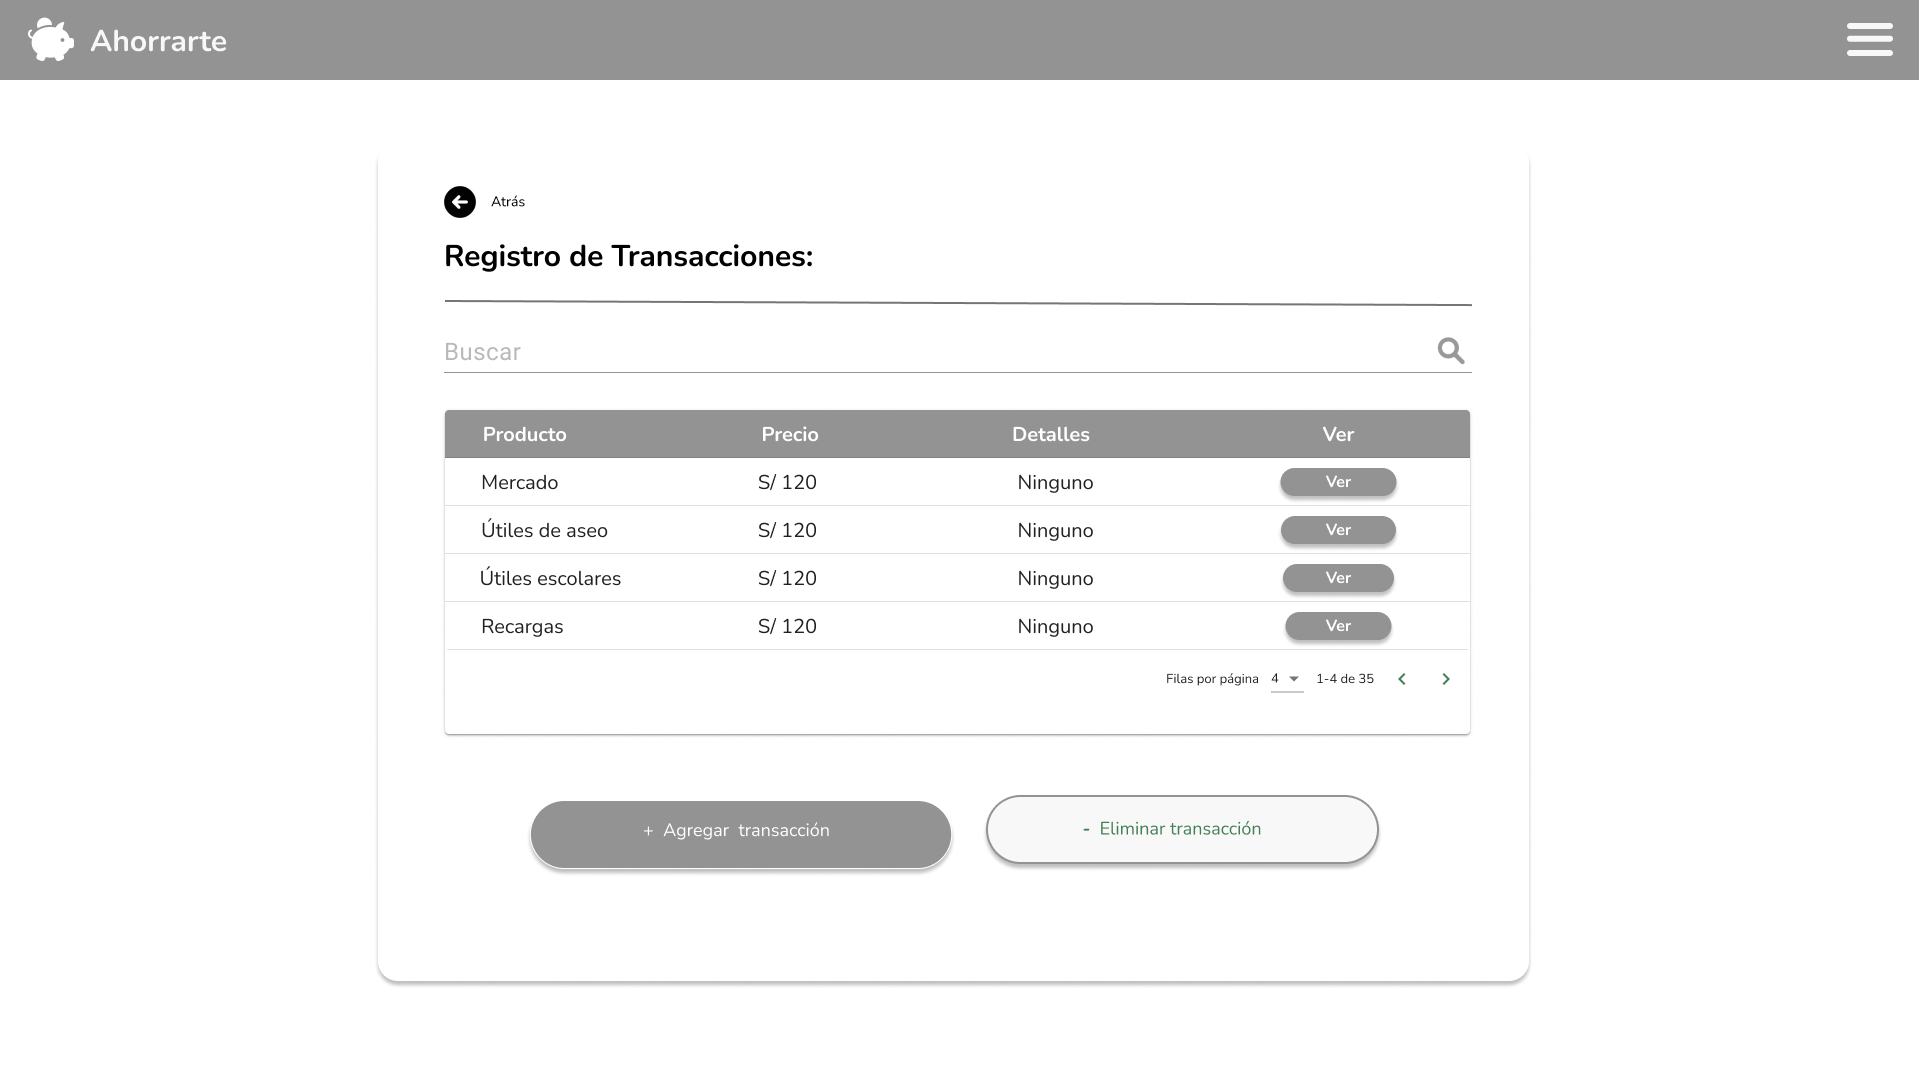 Ahorrarte
Atrás
Registro de Transacciones:
Buscar
Producto Precio Detalles Ver
Mercado S/ 120 Ninguno Ver
Útiles de aseo S/ 120 Ninguno Ver
Útiles escolares S/ 120 Ninguno Ver
Recargas S/ 120 Ninguno Ver
Filas por página 4 1-4 de 35
+ Agregar transacción - Eliminar transacción